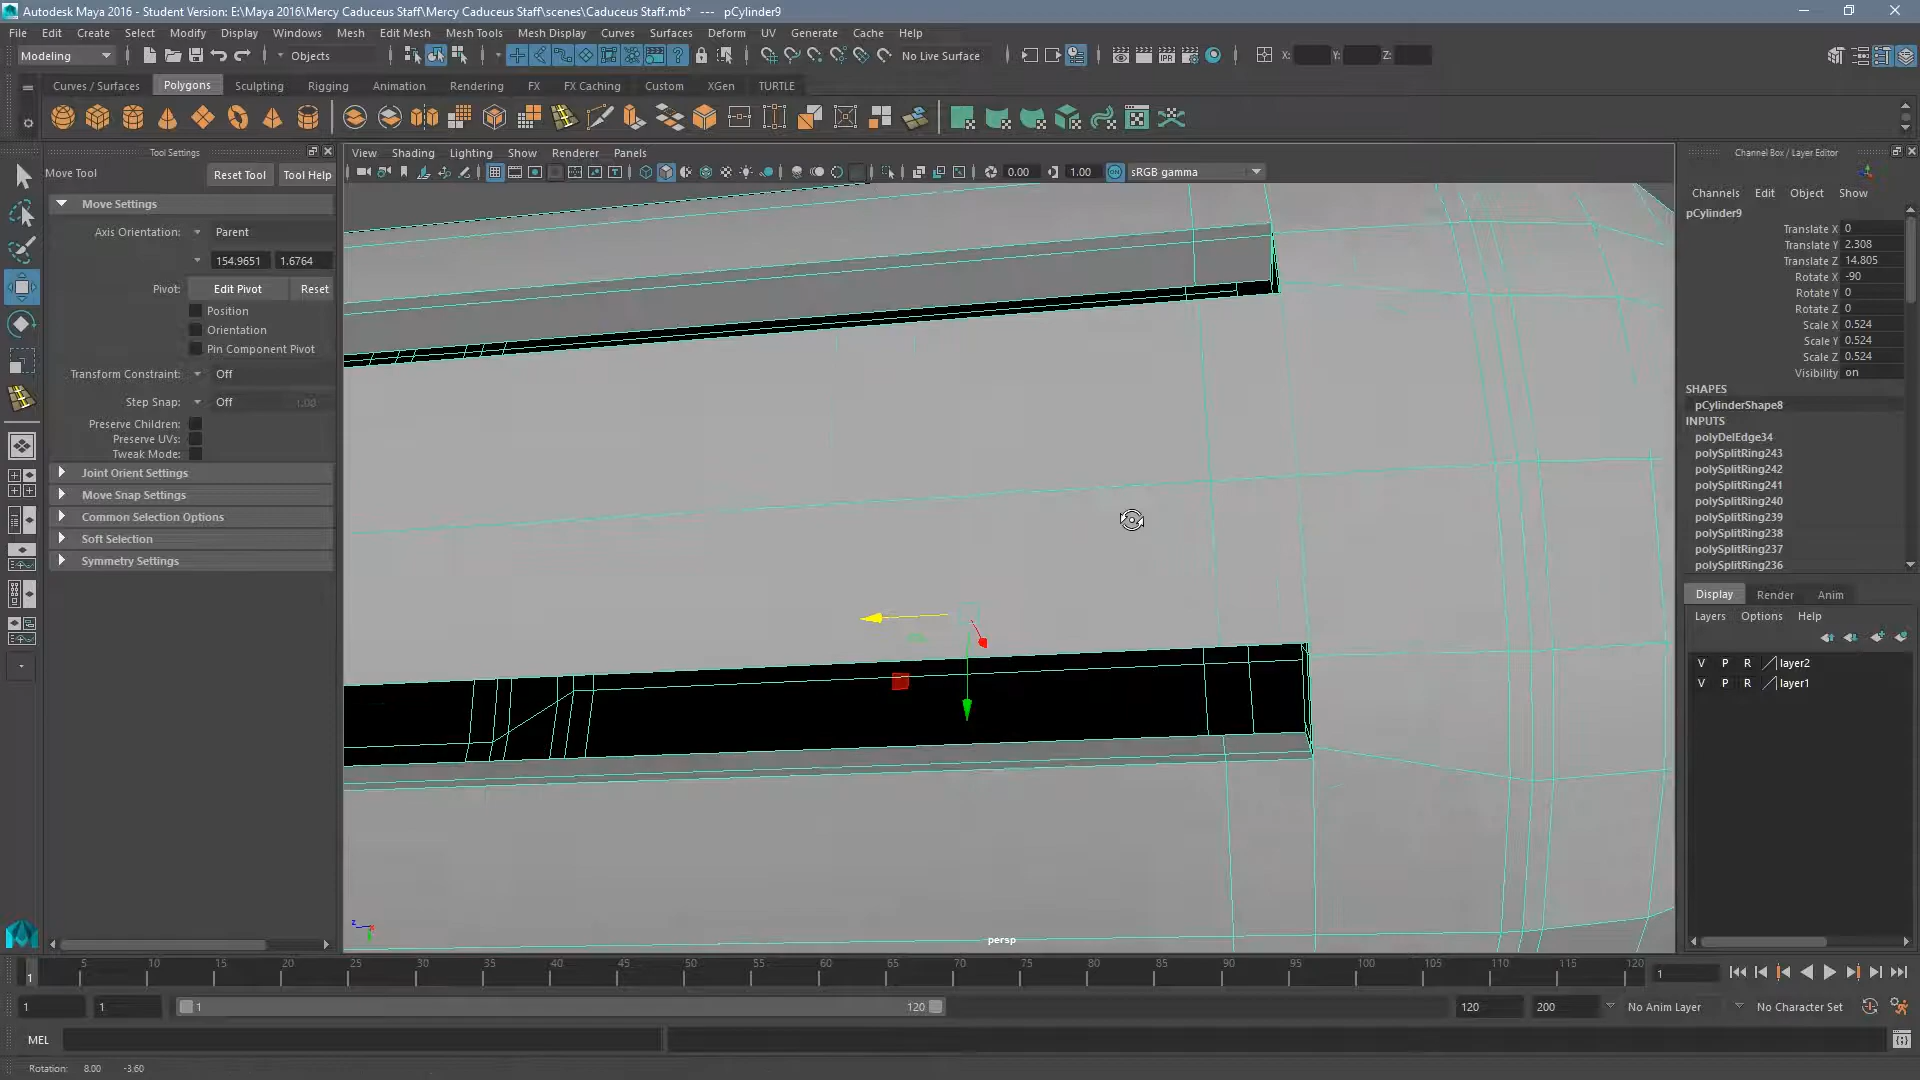 Autodesk Maya 2016 - Student Version: E:\Maya 2016\Mercy Caduceus Staff\Mercy Caduceus Staff\scenes\Caduceus Staff.mb* --- pCylinder9
File Edit Create Select Modify Display Windows Mesh Edit Mesh Mesh Tools Mesh Display Curves Surfaces Deform UV Generate Cache Help
Modeling Objects No Live Surface X: Y: Z:
Curves / Surfaces Polygons Sculpting Rigging Animation Rendering FX FX Caching Custom XGen TURTLE
Tool Settings
Move Tool Reset Tool Tool Help
Move Settings
Axis Orientation: Parent
154.9651 1.6764
Pivot: Edit Pivot Reset
Position
Orientation
Pin Component Pivot
Transform Constraint: Off
Step Snap: Off 1.00
Preserve Children:
Preserve UVs:
Tweak Mode:
Joint Orient Settings
Move Snap Settings
Common Selection Options
Soft Selection
Symmetry Settings
View Shading Lighting Show Renderer Panels
0.00 1.00 ON sRGB gamma
persp
Channel Box / Layer Editor
Channels Edit Object Show
pCylinder9
Translate X 0
Translate Y 2.308
Translate Z 14.805
Rotate X -90
Rotate Y 0
Rotate Z 0
Scale X 0.524
Scale Y 0.524
Scale Z 0.524
Visibility on
SHAPES
pCylinderShape8
INPUTS
polyDelEdge34
polySplitRing243
polySplitRing242
polySplitRing241
polySplitRing240
polySplitRing239
polySplitRing238
polySplitRing237
polySplitRing236
Display Render Anim
Layers Options Help
V P R layer2
V P R layer1
1 5 10 15 20 25 30 35 40 45 50 55 60 65 70 75 80 85 90 95 100 105 110 115 120 1
1 1 1 120 120 200 No Anim Layer No Character Set
MEL
Rotation: 8.00 -3.60